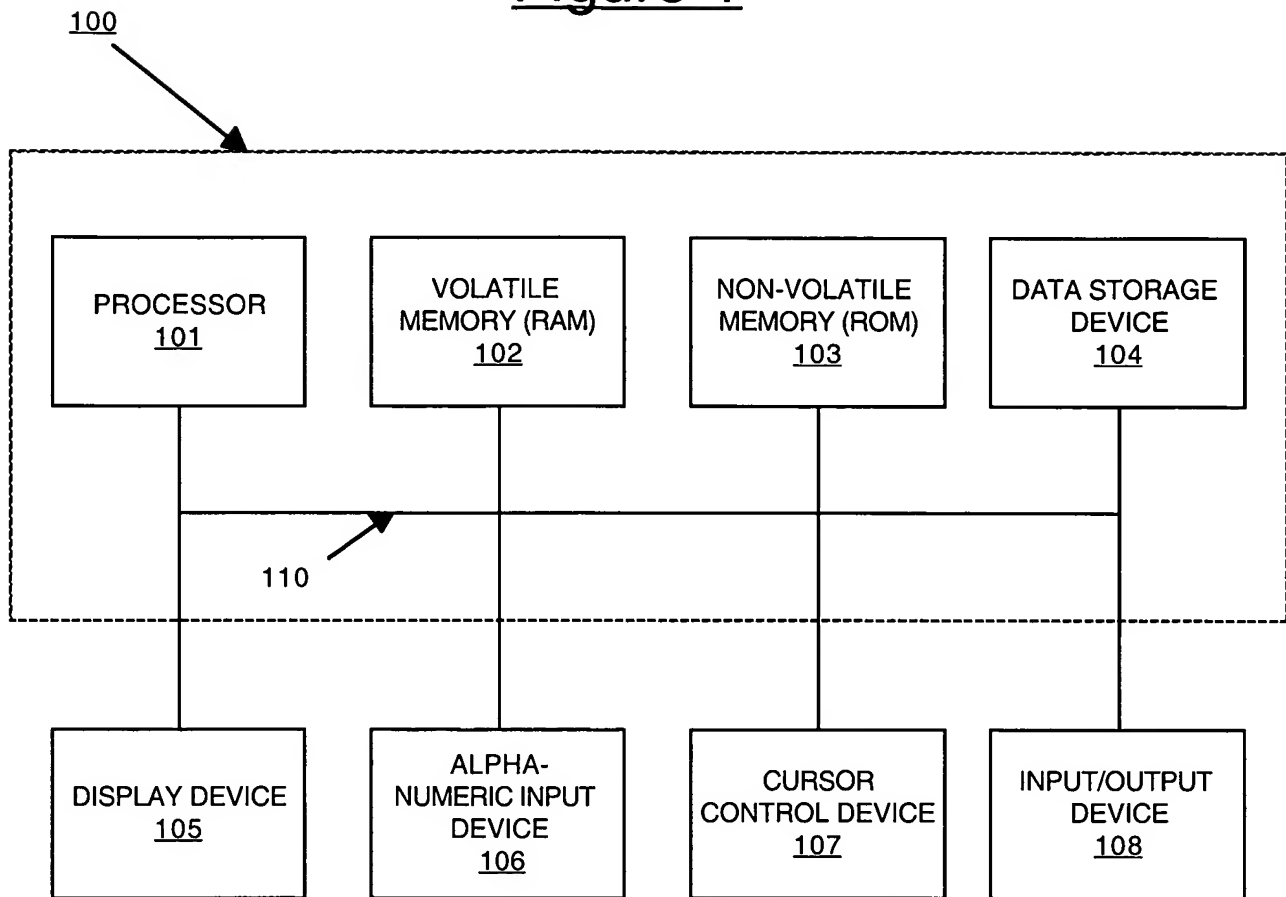 100
PROCESSOR
101
VOLATILE
MEMORY (RAM)
102
NON-VOLATILE
MEMORY (ROM)
103
DATA STORAGE
DEVICE
104
110
DISPLAY DEVICE
105
ALPHA-
NUMERIC INPUT
DEVICE
106
CURSOR
CONTROL DEVICE
107
INPUT/OUTPUT
DEVICE
108